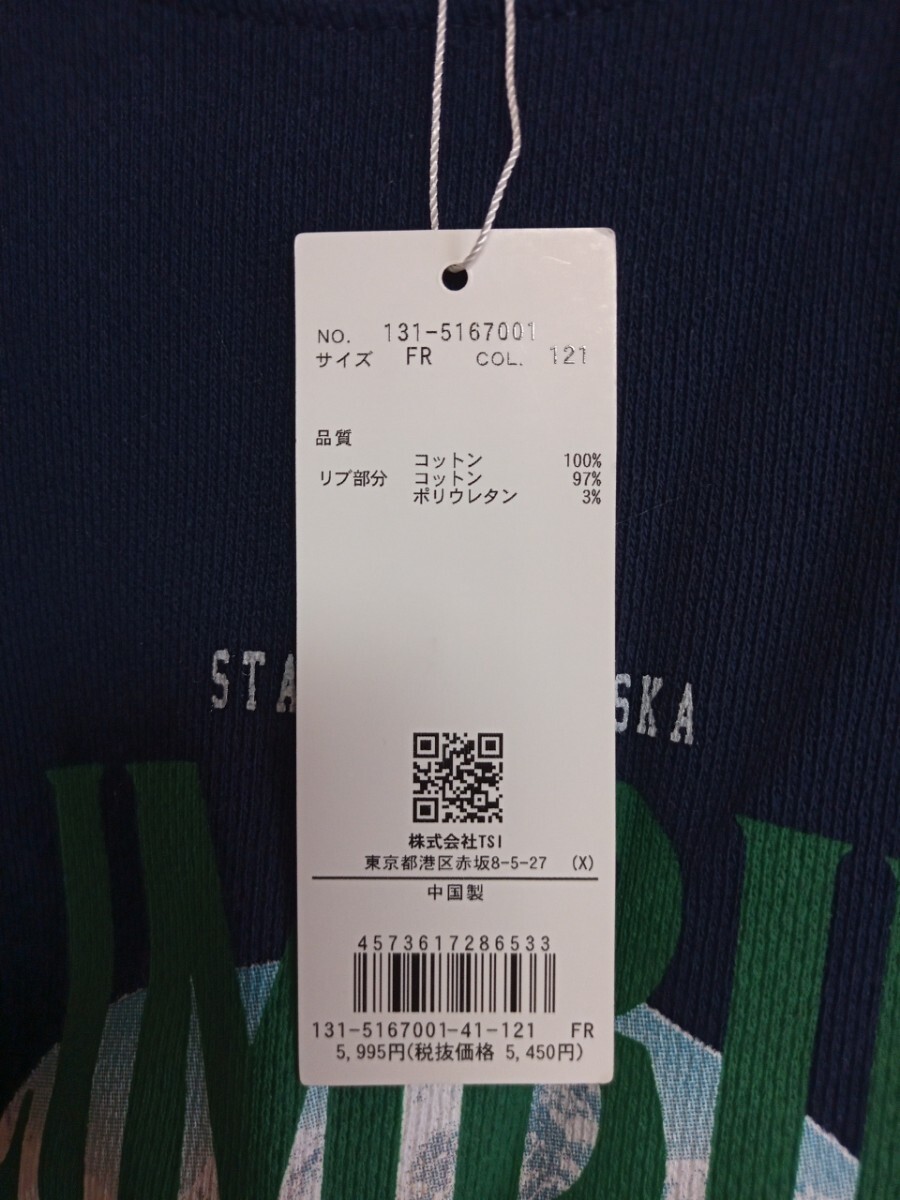 NO. 131-5167001
サイズ FR COL. 121
品質
コットン 100%
リブ部分 コットン 97%
ポリウレタン 3%
STA SKA
株式会社TSI
東京都港区赤坂8-5-27 (X)
中国製
4573617286533
131-5167001-41-121 FR
5,995円(税抜価格 5,450円)